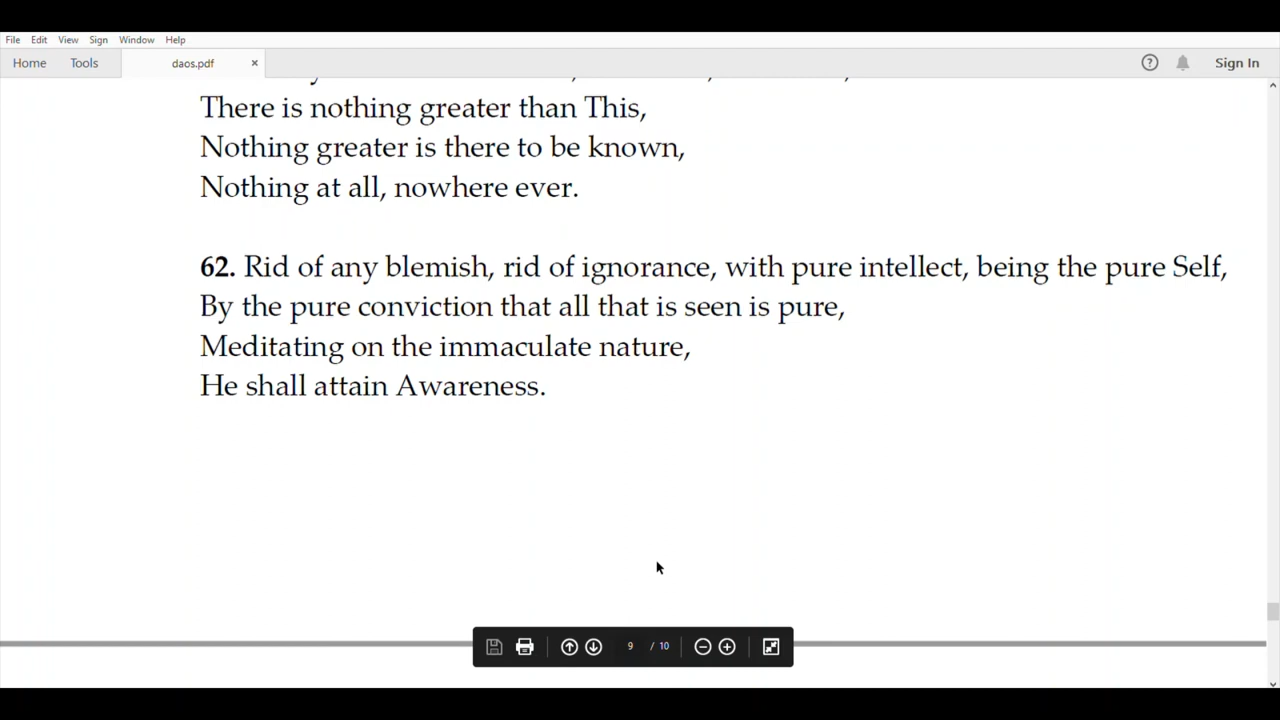 File Edit View Sign Window Help
Home Tools daos.pdf × Sign In
There is nothing greater than This,
Nothing greater is there to be known,
Nothing at all, nowhere ever.
62. Rid of any blemish, rid of ignorance, with pure intellect, being the pure Self,
By the pure conviction that all that is seen is pure,
Meditating on the immaculate nature,
He shall attain Awareness.
9 / 10